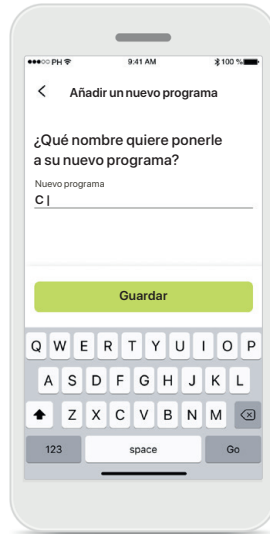 PH 9:41 AM 100 %
Añadir un nuevo programa
¿Qué nombre quiere ponerle
a su nuevo programa?
Nuevo programa
C |
Guardar
Q W E R T Y U I O P
A S D F G H J K L
Z X C V B N M
123 space Go